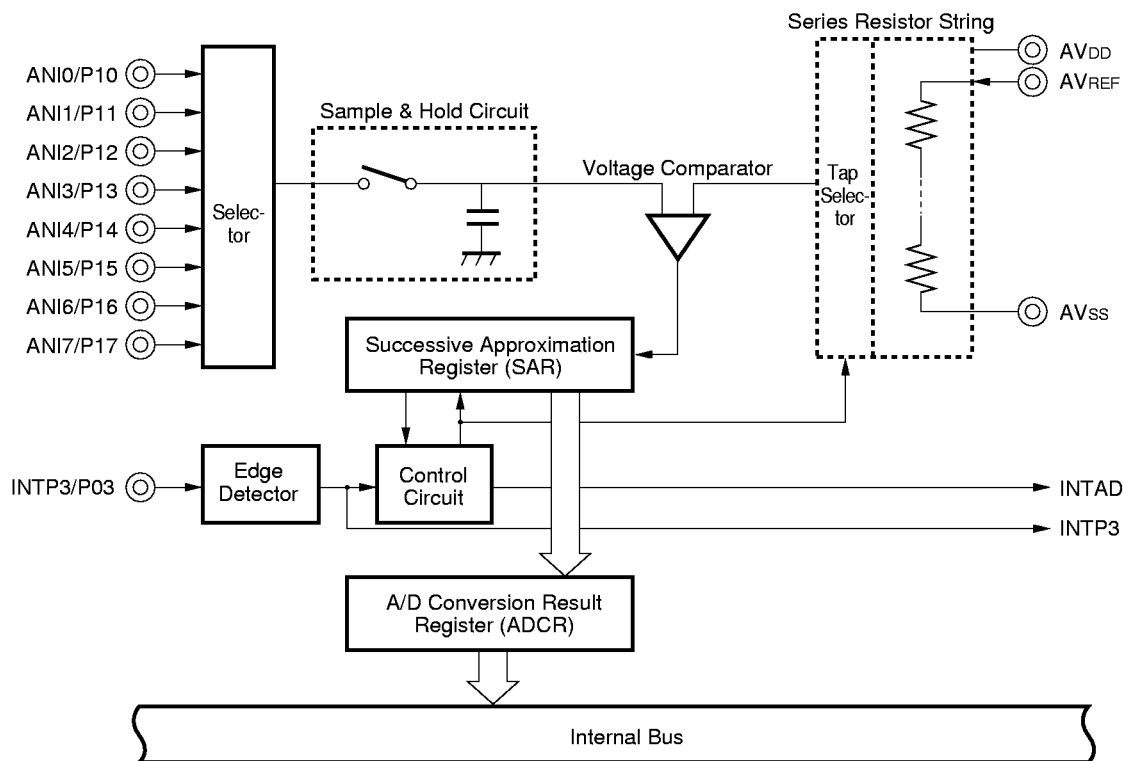 Series Resistor String
ANI0/P10
ANI1/P11
ANI2/P12
ANI3/P13
ANI4/P14
ANI5/P15
ANI6/P16
ANI7/P17
Selec-
tor
Sample & Hold Circuit
Voltage Comparator
Tap
Selec-
tor
AVDD
AVREF
AVSS
Successive Approximation
Register (SAR)
INTP3/P03
Edge
Detector
Control
Circuit
INTAD
INTP3
A/D Conversion Result
Register (ADCR)
Internal Bus